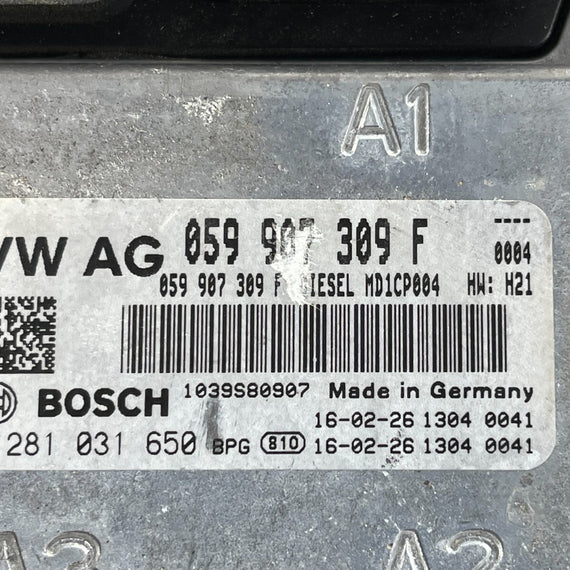 A1
VW AG 059 907 309 F ----
0004
059 907 309 F DIESEL MD1CP004 HW: H21
BOSCH 1039S80907 Made in Germany
16-02-26 1304 0041
281 031 650 BPG 810 16-02-26 1304 0041
A3 A2